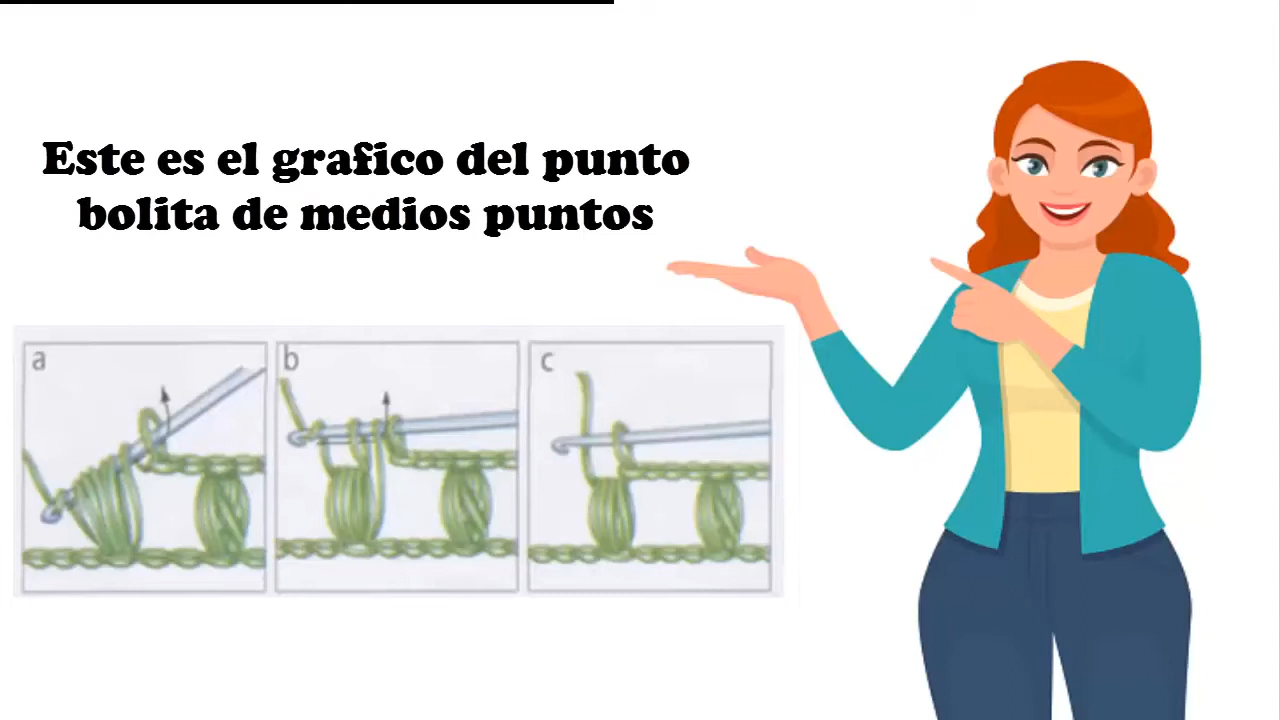 Este es el grafico del punto
bolita de medios puntos
a
b
c